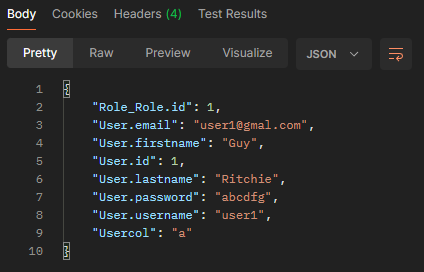 Body Cookies Headers (4) Test Results
Pretty Raw Preview Visualize JSON
1 {
2 "Role_Role.id": 1,
3 "User.email": "user1@gmal.com",
4 "User.firstname": "Guy",
5 "User.id": 1,
6 "User.lastname": "Ritchie",
7 "User.password": "abcdfg",
8 "User.username": "user1",
9 "Usercol": "a"
10 }